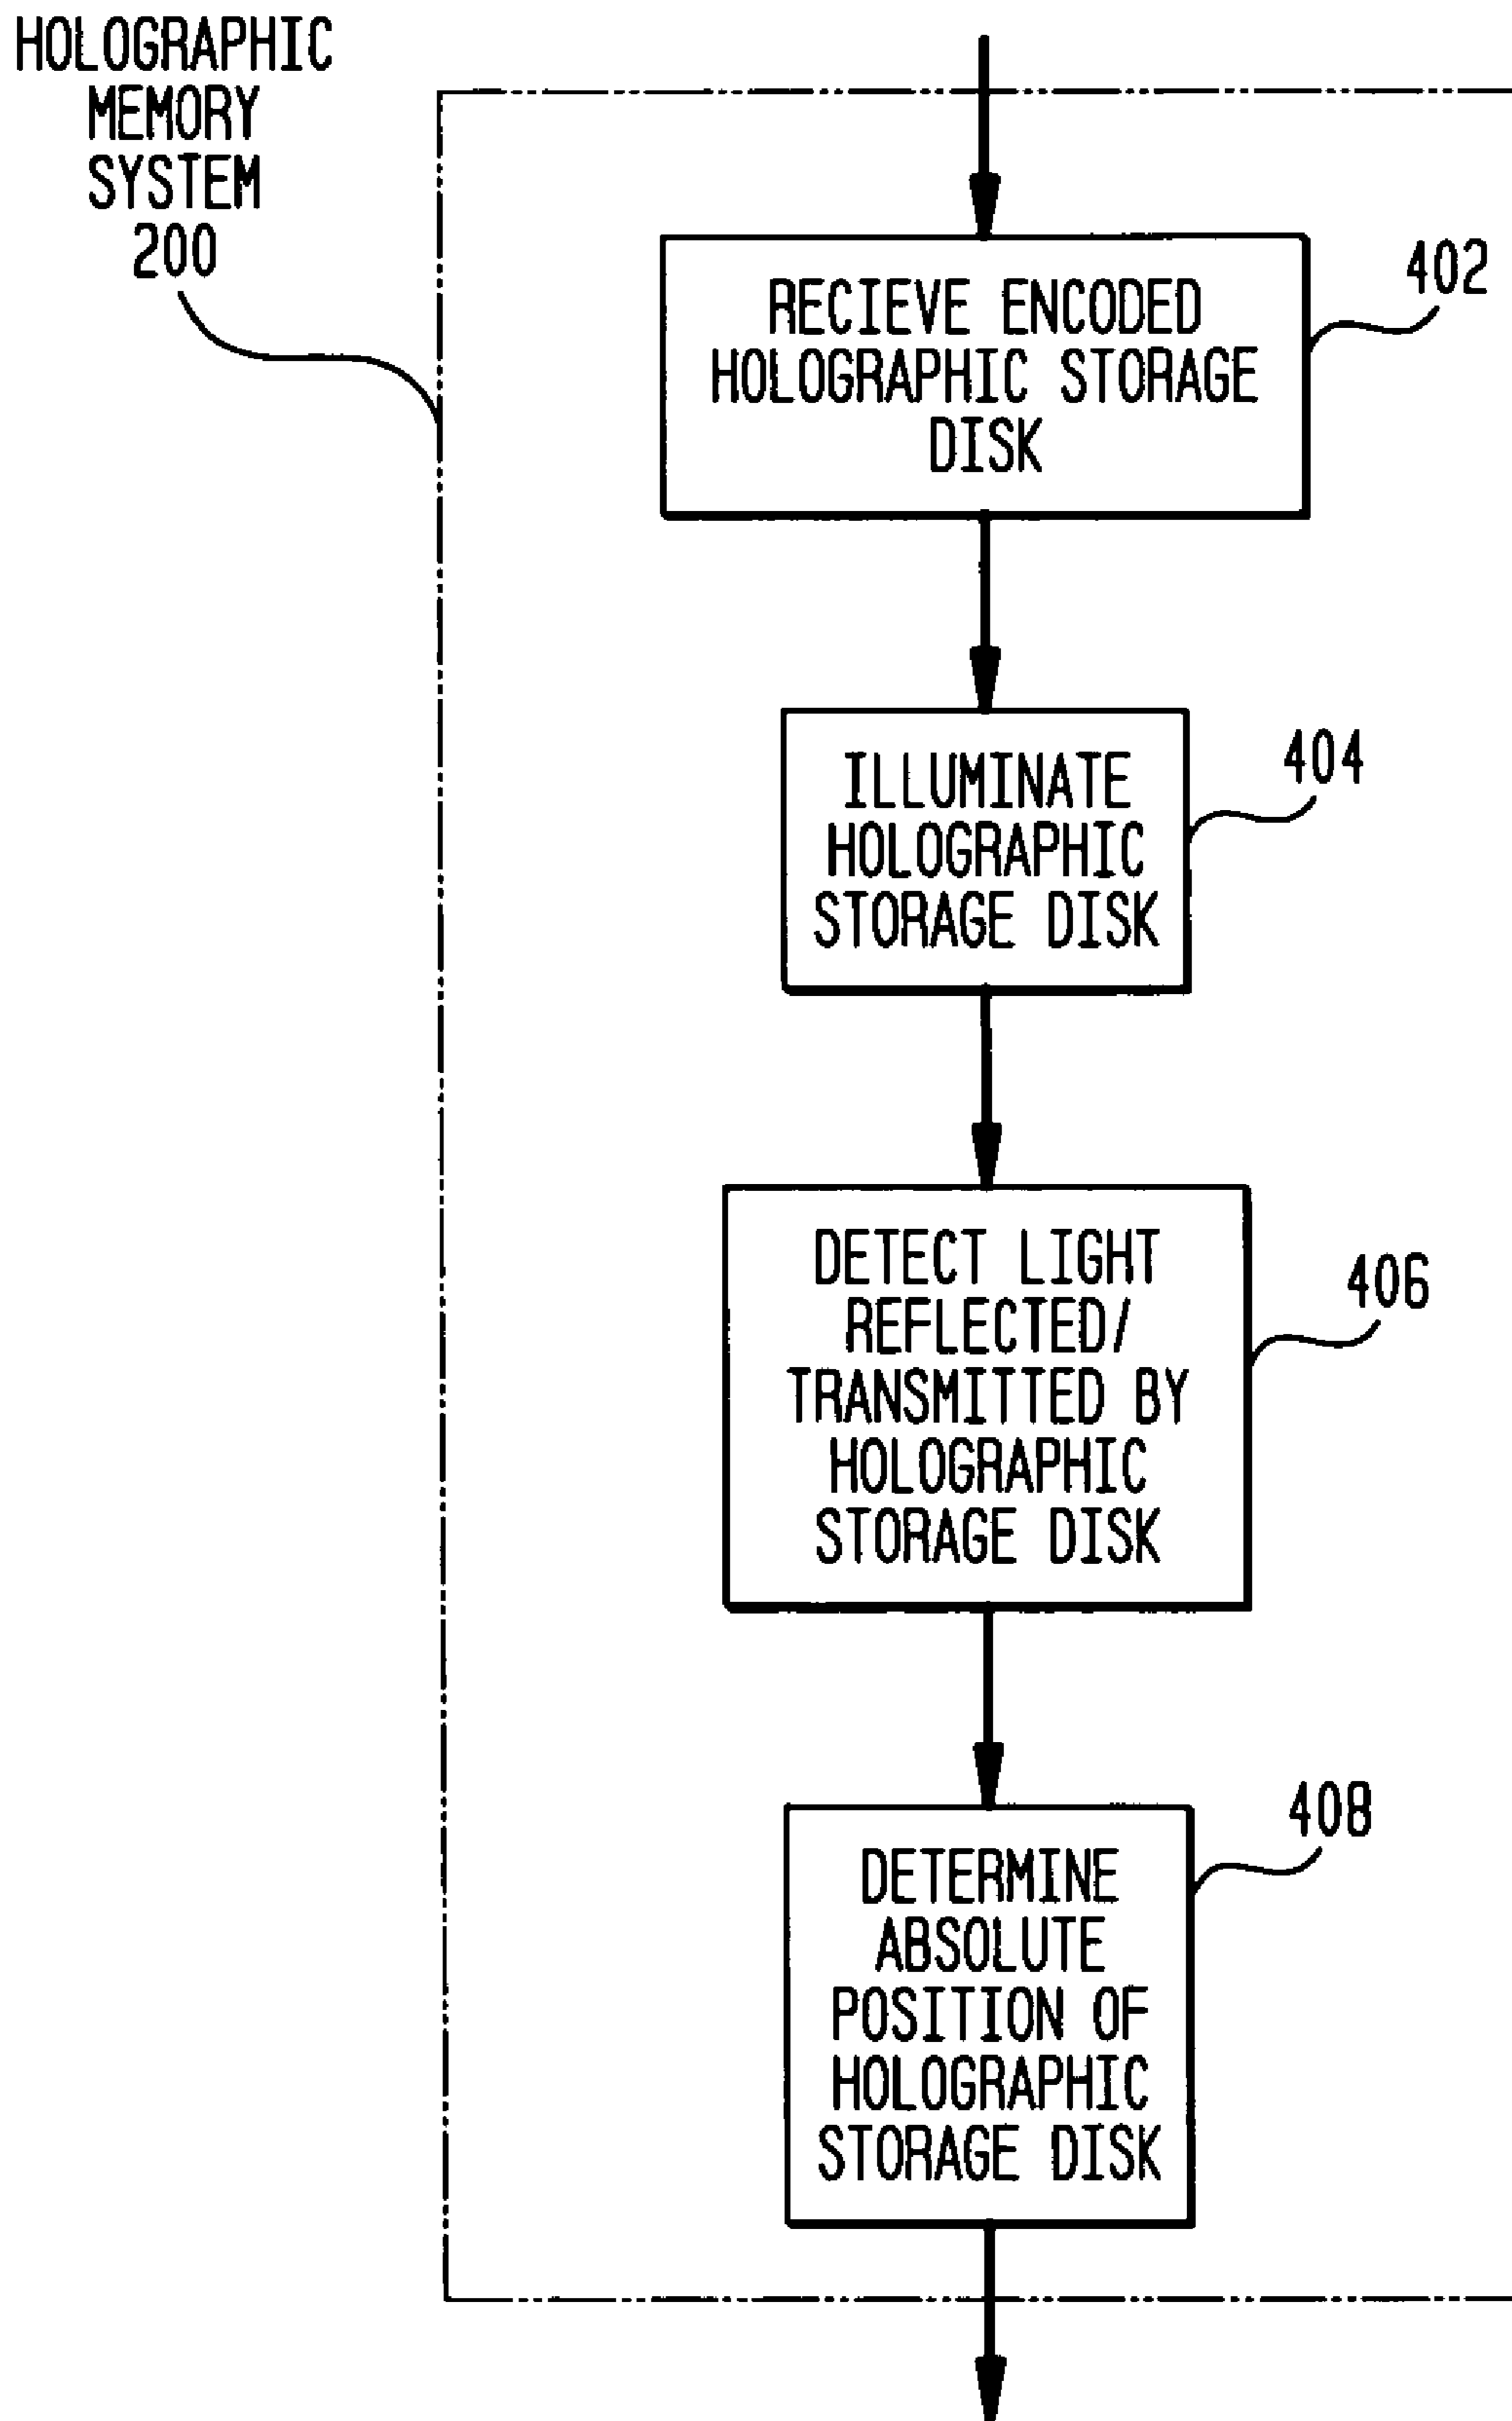 HOLOGRAPHIC
MEMORY
SYSTEM
200
RECIEVE ENCODED
HOLOGRAPHIC STORAGE
DISK
402
ILLUMINATE
HOLOGRAPHIC
STORAGE DISK
404
DETECT LIGHT
REFLECTED/
TRANSMITTED BY
HOLOGRAPHIC
STORAGE DISK
406
DETERMINE
ABSOLUTE
POSITION OF
HOLOGRAPHIC
STORAGE DISK
408